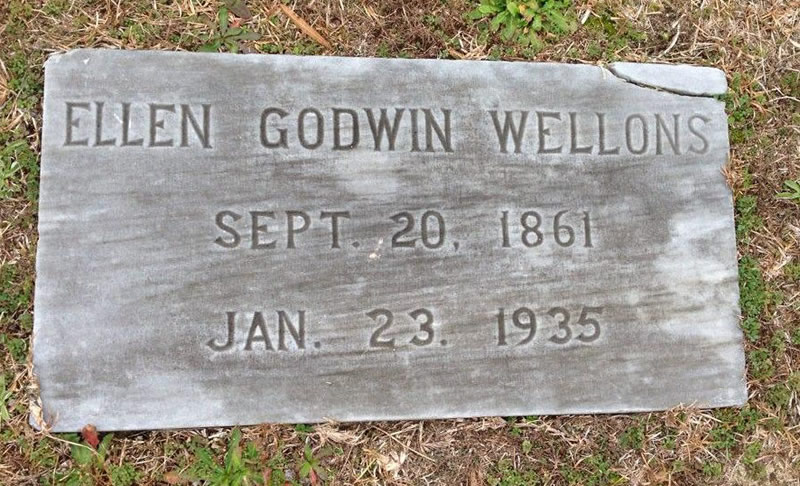 ELLEN GODWIN WELLONS
SEPT. 20, 1861
JAN. 23. 1935